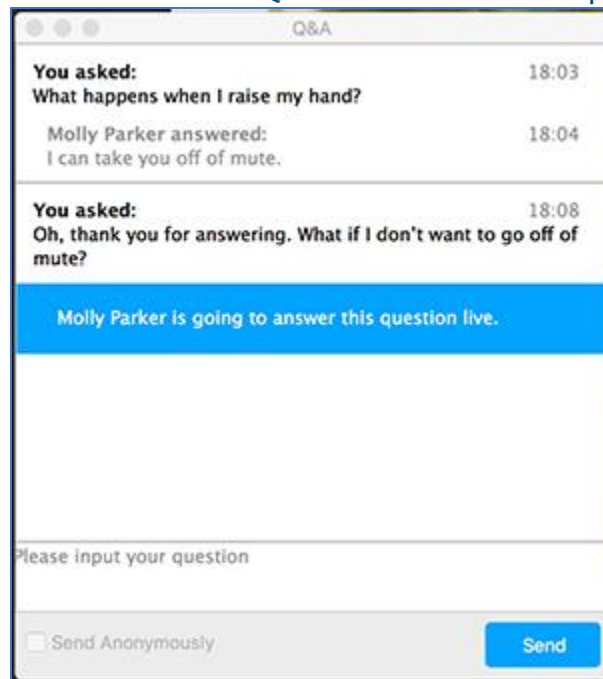 Q&A
You asked: 18:03
What happens when I raise my hand?
Molly Parker answered: 18:04
I can take you off of mute.
You asked: 18:08
Oh, thank you for answering. What if I don't want to go off of
mute?
Molly Parker is going to answer this question live.
Please input your question
Send Anonymously
Send